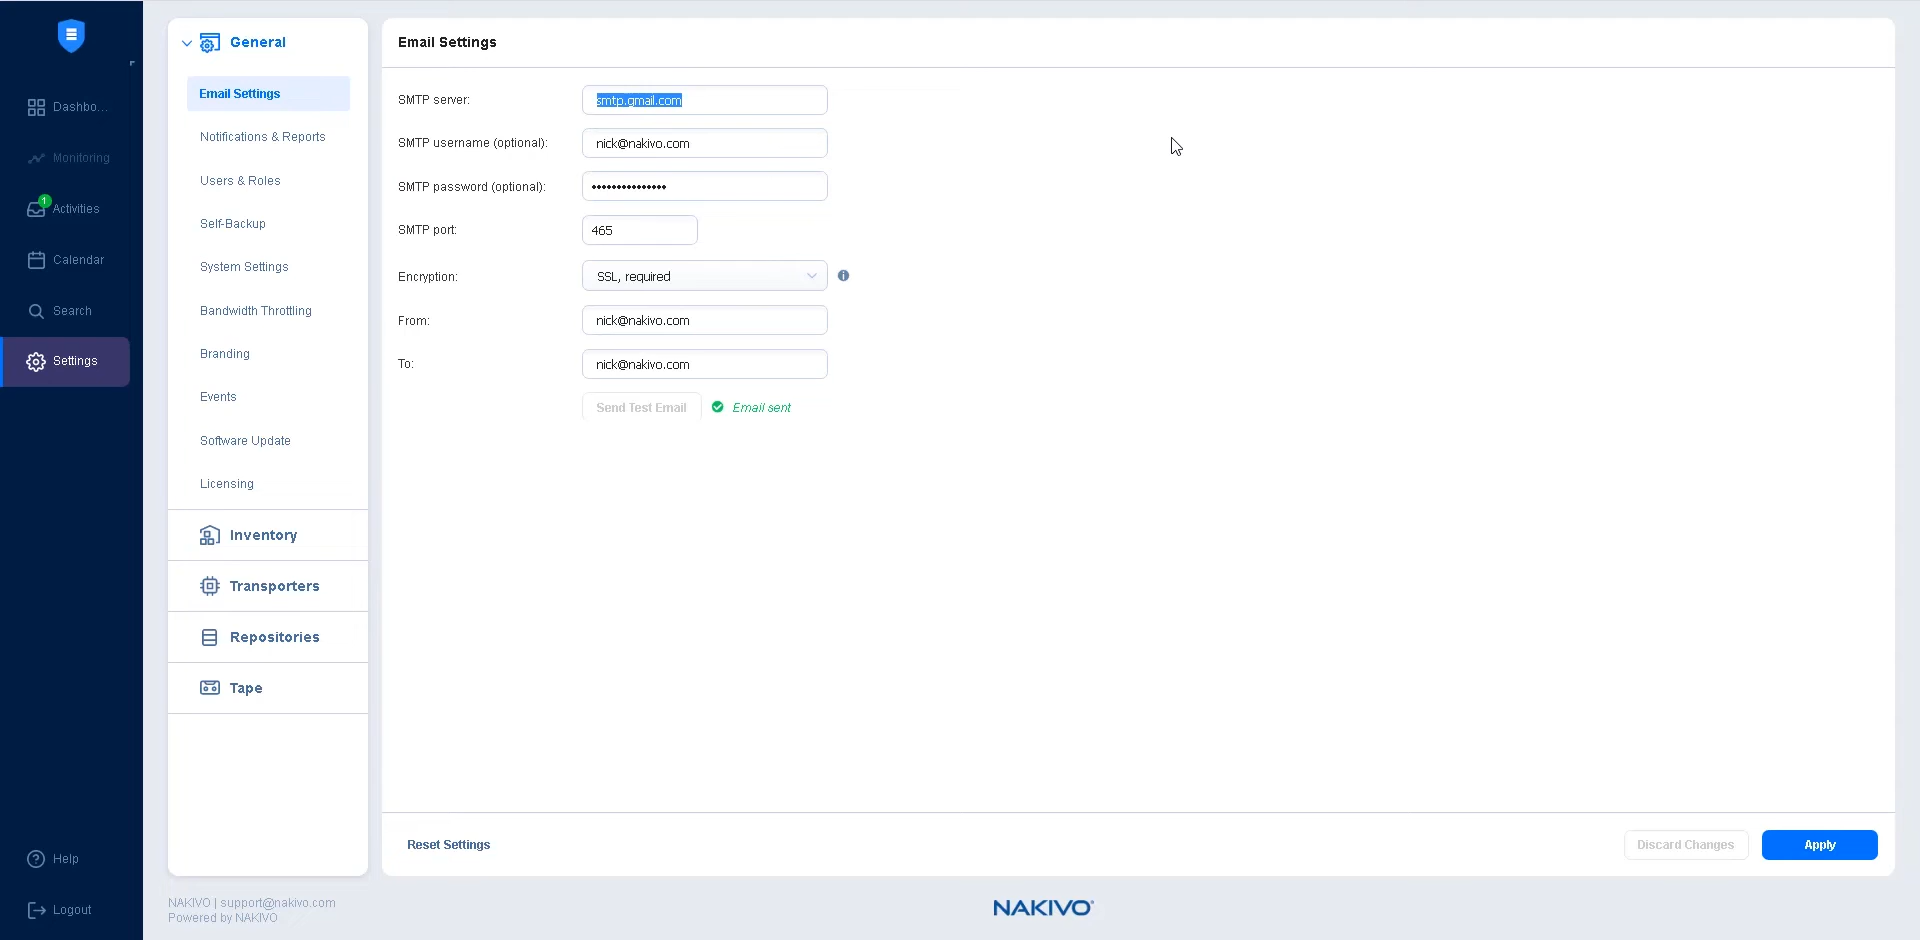 Dashbo...
Monitoring
1
Activities
Calendar
Search
Settings
Help
Logout
General
Email Settings
Notifications & Reports
Users & Roles
Self-Backup
System Settings
Bandwidth Throttling
Branding
Events
Software Update
Licensing
Inventory
Transporters
Repositories
Tape
Email Settings
SMTP server: smtp.gmail.com
SMTP username (optional): nick@nakivo.com
SMTP password (optional): •••••••••••••••
SMTP port: 465
Encryption: SSL, required
From: nick@nakivo.com
To: nick@nakivo.com
Send Test Email Email sent
Reset Settings Discard Changes Apply
NAKIVO | support@nakivo.com
Powered by NAKIVO
NAKIVO